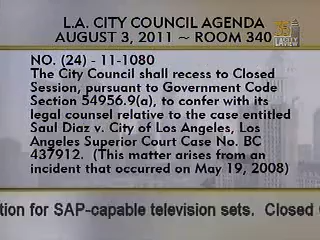 L.A. CITY COUNCIL AGENDA
AUGUST 3, 2011 ~ ROOM 340
35
NO. (24) - 11-1080
The City Council shall recess to Closed
Session, pursuant to Government Code
Section 54956.9(a), to confer with its
legal counsel relative to the case entitled
Saul Diaz v. City of Los Angeles, Los
Angeles Superior Court Case No. BC
437912.  (This matter arises from an
incident that occurred on May 19, 2008)
tion for SAP-capable television sets.  Closed